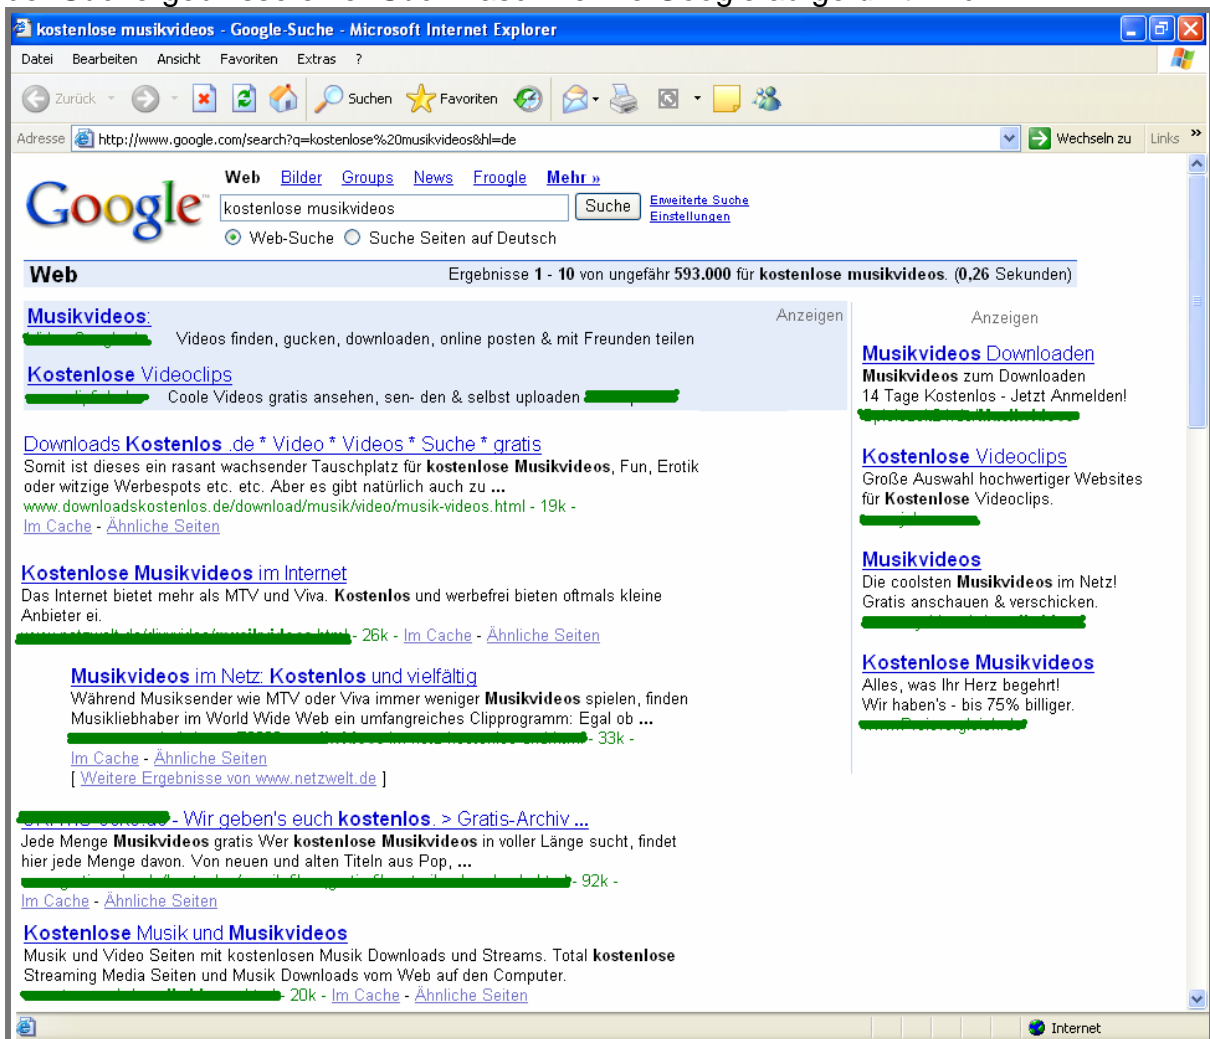 kostenlose musikvideos - Google-Suche - Microsoft Internet Explorer
Datei Bearbeiten Ansicht Favoriten Extras ?
Zurück Suchen Favoriten
Adresse http://www.google.com/search?q=kostenlose%20musikvideos&hl=de Wechseln zu Links »
Web Bilder Groups News Froogle Mehr »
Google™
kostenlose musikvideos Suche Erweiterte Suche
Einstellungen
Web-Suche Suche Seiten auf Deutsch
Web Ergebnisse 1 - 10 von ungefähr 593.000 für kostenlose musikvideos. (0,26 Sekunden)
Musikvideos: Anzeigen
Videos finden, gucken, downloaden, online posten & mit Freunden teilen
Kostenlose Videoclips
Coole Videos gratis ansehen, sen- den & selbst uploaden
Downloads Kostenlos .de * Video * Videos * Suche * gratis
Somit ist dieses ein rasant wachsender Tauschplatz für kostenlose Musikvideos, Fun, Erotik
oder witzige Werbespots etc. etc. Aber es gibt natürlich auch zu ...
www.downloadskostenlos.de/download/musik/video/musik-videos.html - 19k -
Im Cache - Ähnliche Seiten
Kostenlose Musikvideos im Internet
Das Internet bietet mehr als MTV und Viva. Kostenlos und werbefrei bieten oftmals kleine
Anbieter ei.
- 26k - Im Cache - Ähnliche Seiten
Musikvideos im Netz: Kostenlos und vielfältig
Während Musiksender wie MTV oder Viva immer weniger Musikvideos spielen, finden
Musikliebhaber im World Wide Web ein umfangreiches Clipprogramm: Egal ob ...
- 33k -
Im Cache - Ähnliche Seiten
[ Weitere Ergebnisse von www.netzwelt.de ]
- Wir geben's euch kostenlos. > Gratis-Archiv ...
Jede Menge Musikvideos gratis Wer kostenlose Musikvideos in voller Länge sucht, findet
hier jede Menge davon. Von neuen und alten Titeln aus Pop, ...
- 92k -
Im Cache - Ähnliche Seiten
Kostenlose Musik und Musikvideos
Musik und Video Seiten mit kostenlosen Musik Downloads und Streams. Total kostenlose
Streaming Media Seiten und Musik Downloads vom Web auf den Computer.
- 20k - Im Cache - Ähnliche Seiten
Anzeigen
Musikvideos Downloaden
Musikvideos zum Downloaden
14 Tage Kostenlos - Jetzt Anmelden!
Kostenlose Videoclips
Große Auswahl hochwertiger Websites
für Kostenlose Videoclips.
Musikvideos
Die coolsten Musikvideos im Netz!
Gratis anschauen & verschicken.
Kostenlose Musikvideos
Alles, was Ihr Herz begehrt!
Wir haben's - bis 75% billiger.
Internet